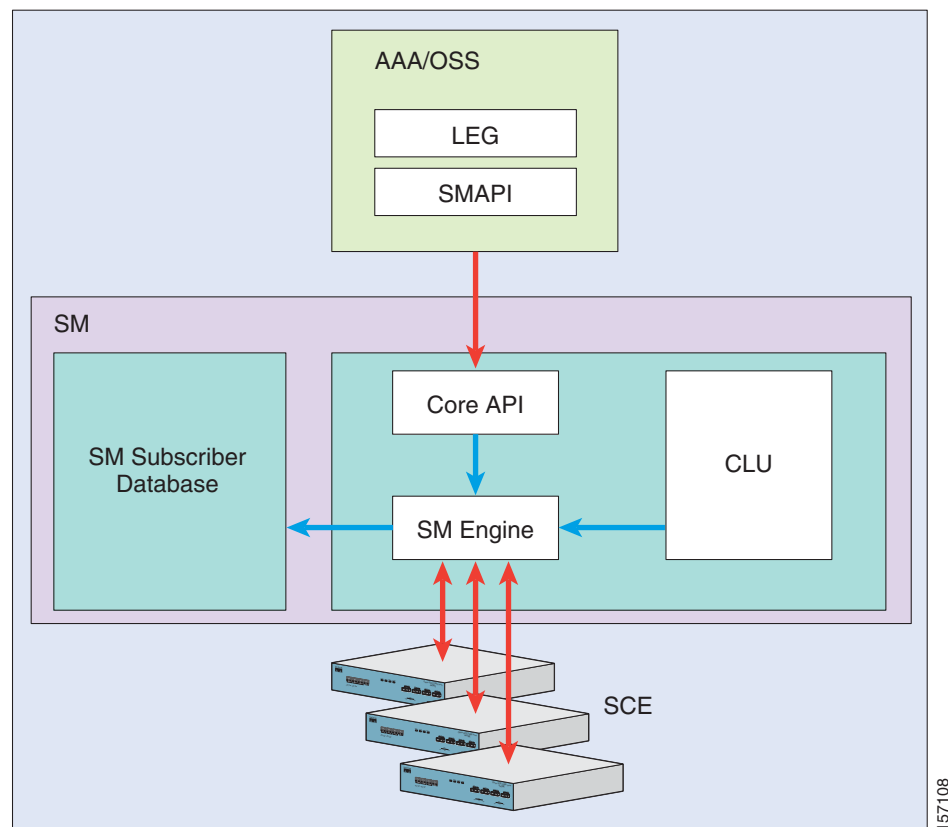 AAA/OSS
LEG
SMAPI
SM
SM Subscriber
Database
Core API
SM Engine
CLU
SCE
157108